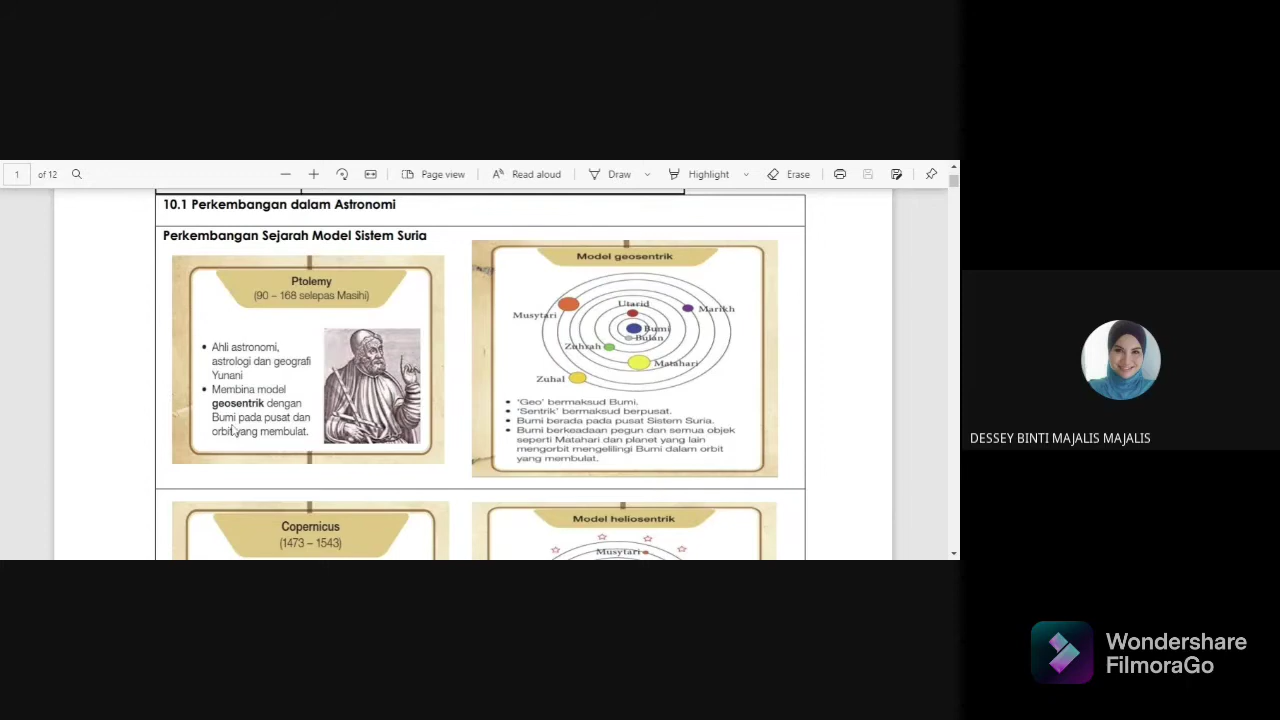 1 of 12 Page view Read aloud Draw Highlight Erase
10.1 Perkembangan dalam Astronomi
Perkembangan Sejarah Model Sistem Suria
Ptolemy
(90 – 168 selepas Masihi)
• Ahli astronomi,
astrologi dan geografi
Yunani
• Membina model
geosentrik dengan
Bumi pada pusat dan
orbit yang membulat.
Model geosentrik
Utarid
Musytari
Marikh
Bumi
Bulan
Zuhrah
Matahari
Zuhal
• 'Geo' bermaksud Bumi.
• 'Sentrik' bermaksud berpusat.
• Bumi berada pada pusat Sistem Suria.
• Bumi berkeadaan pegun dan semua objek
seperti Matahari dan planet yang lain
mengorbit mengelilingi Bumi dalam orbit
yang membulat.
Copernicus
(1473 – 1543)
Model heliosentrik
Musytari
DESSEY BINTI MAJALIS MAJALIS
Wondershare
FilmoraGo